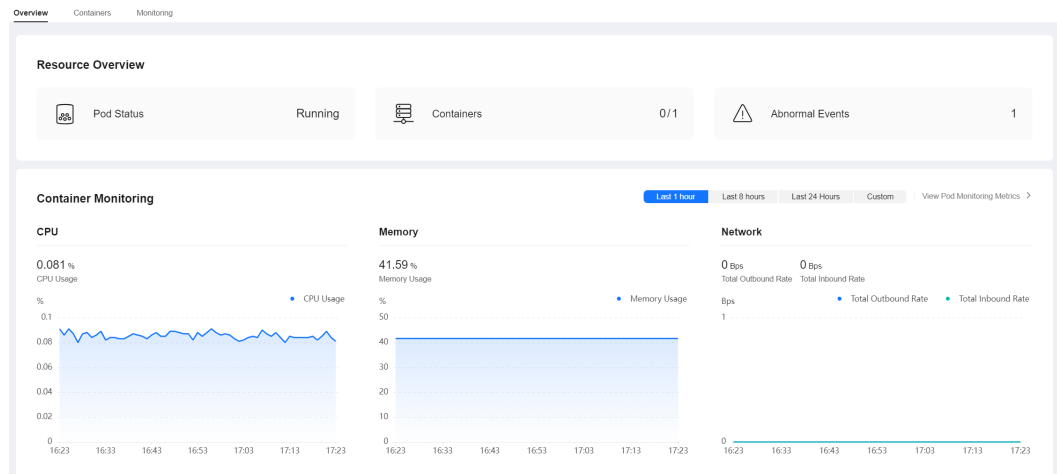 Overview Containers Monitoring
Resource Overview
Pod Status Running Containers 0/1 Abnormal Events 1
Container Monitoring Last 1 hour Last 8 hours Last 24 Hours Custom View Pod Monitoring Metrics >
CPU Memory Network
0.081 % 41.59 % 0 Bps 0 Bps
CPU Usage Memory Usage Total Outbound Rate Total Inbound Rate
% CPU Usage % Memory Usage Bps Total Outbound Rate Total Inbound Rate
0.1 50 1
0.08 40
0.06 30
0.04 20
0.02 10
0 0 0
16:23 16:33 16:43 16:53 17:03 17:13 17:23 16:23 16:33 16:43 16:53 17:03 17:13 17:23 16:23 16:33 16:43 16:53 17:03 17:13 17:23